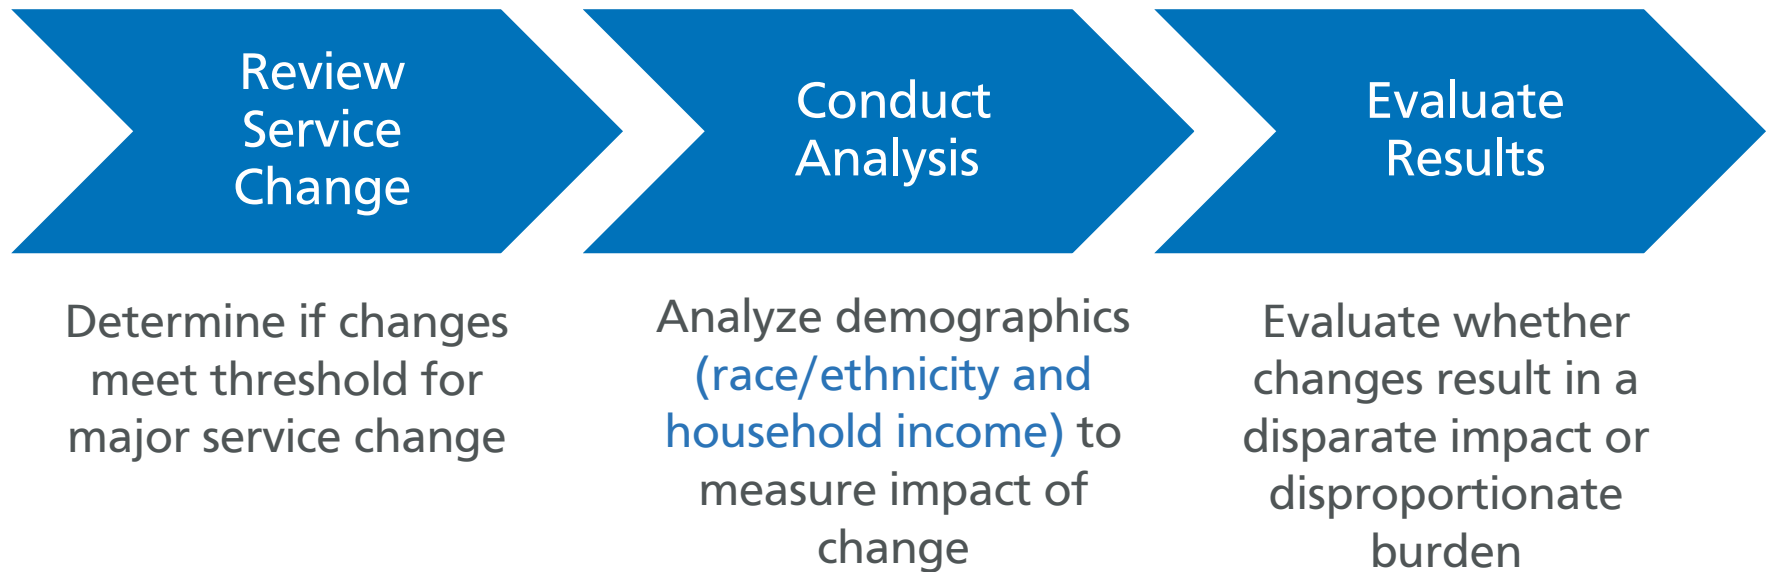 Review
Service
Change
Conduct
Analysis
Evaluate
Results
Determine if changes
meet threshold for
major service change
Analyze demographics
(race/ethnicity and
household income) to
measure impact of
change
Evaluate whether
changes result in a
disparate impact or
disproportionate
burden